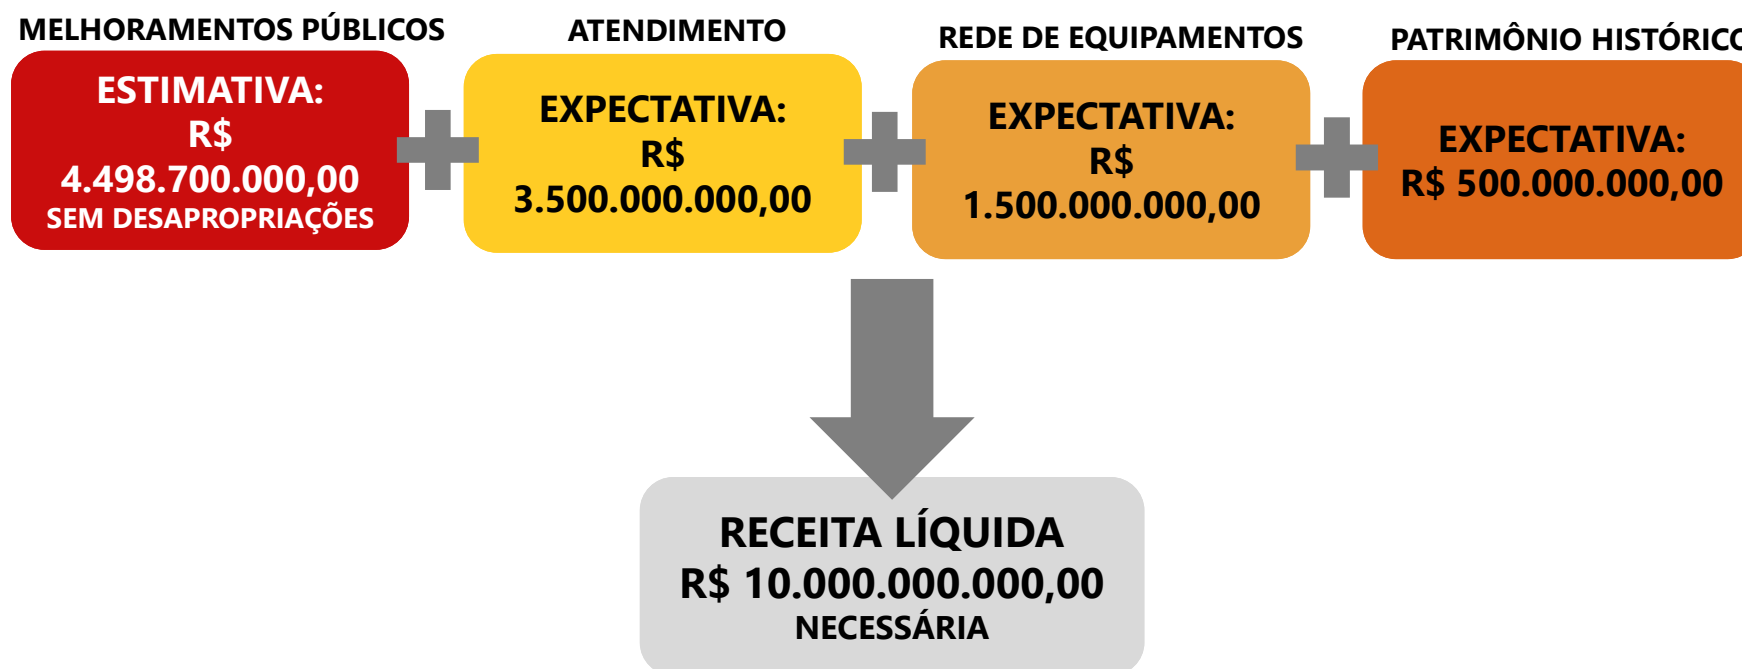 MELHORAMENTOS PÚBLICOS
ESTIMATIVA:
R$
4.498.700.000,00
SEM DESAPROPRIAÇÕES
ATENDIMENTO
EXPECTATIVA:
R$
3.500.000.000,00
REDE DE EQUIPAMENTOS
EXPECTATIVA:
R$
1.500.000.000,00
PATRIMÔNIO HISTÓRICO
EXPECTATIVA:
R$ 500.000.000,00
RECEITA LÍQUIDA
R$ 10.000.000.000,00
NECESSÁRIA